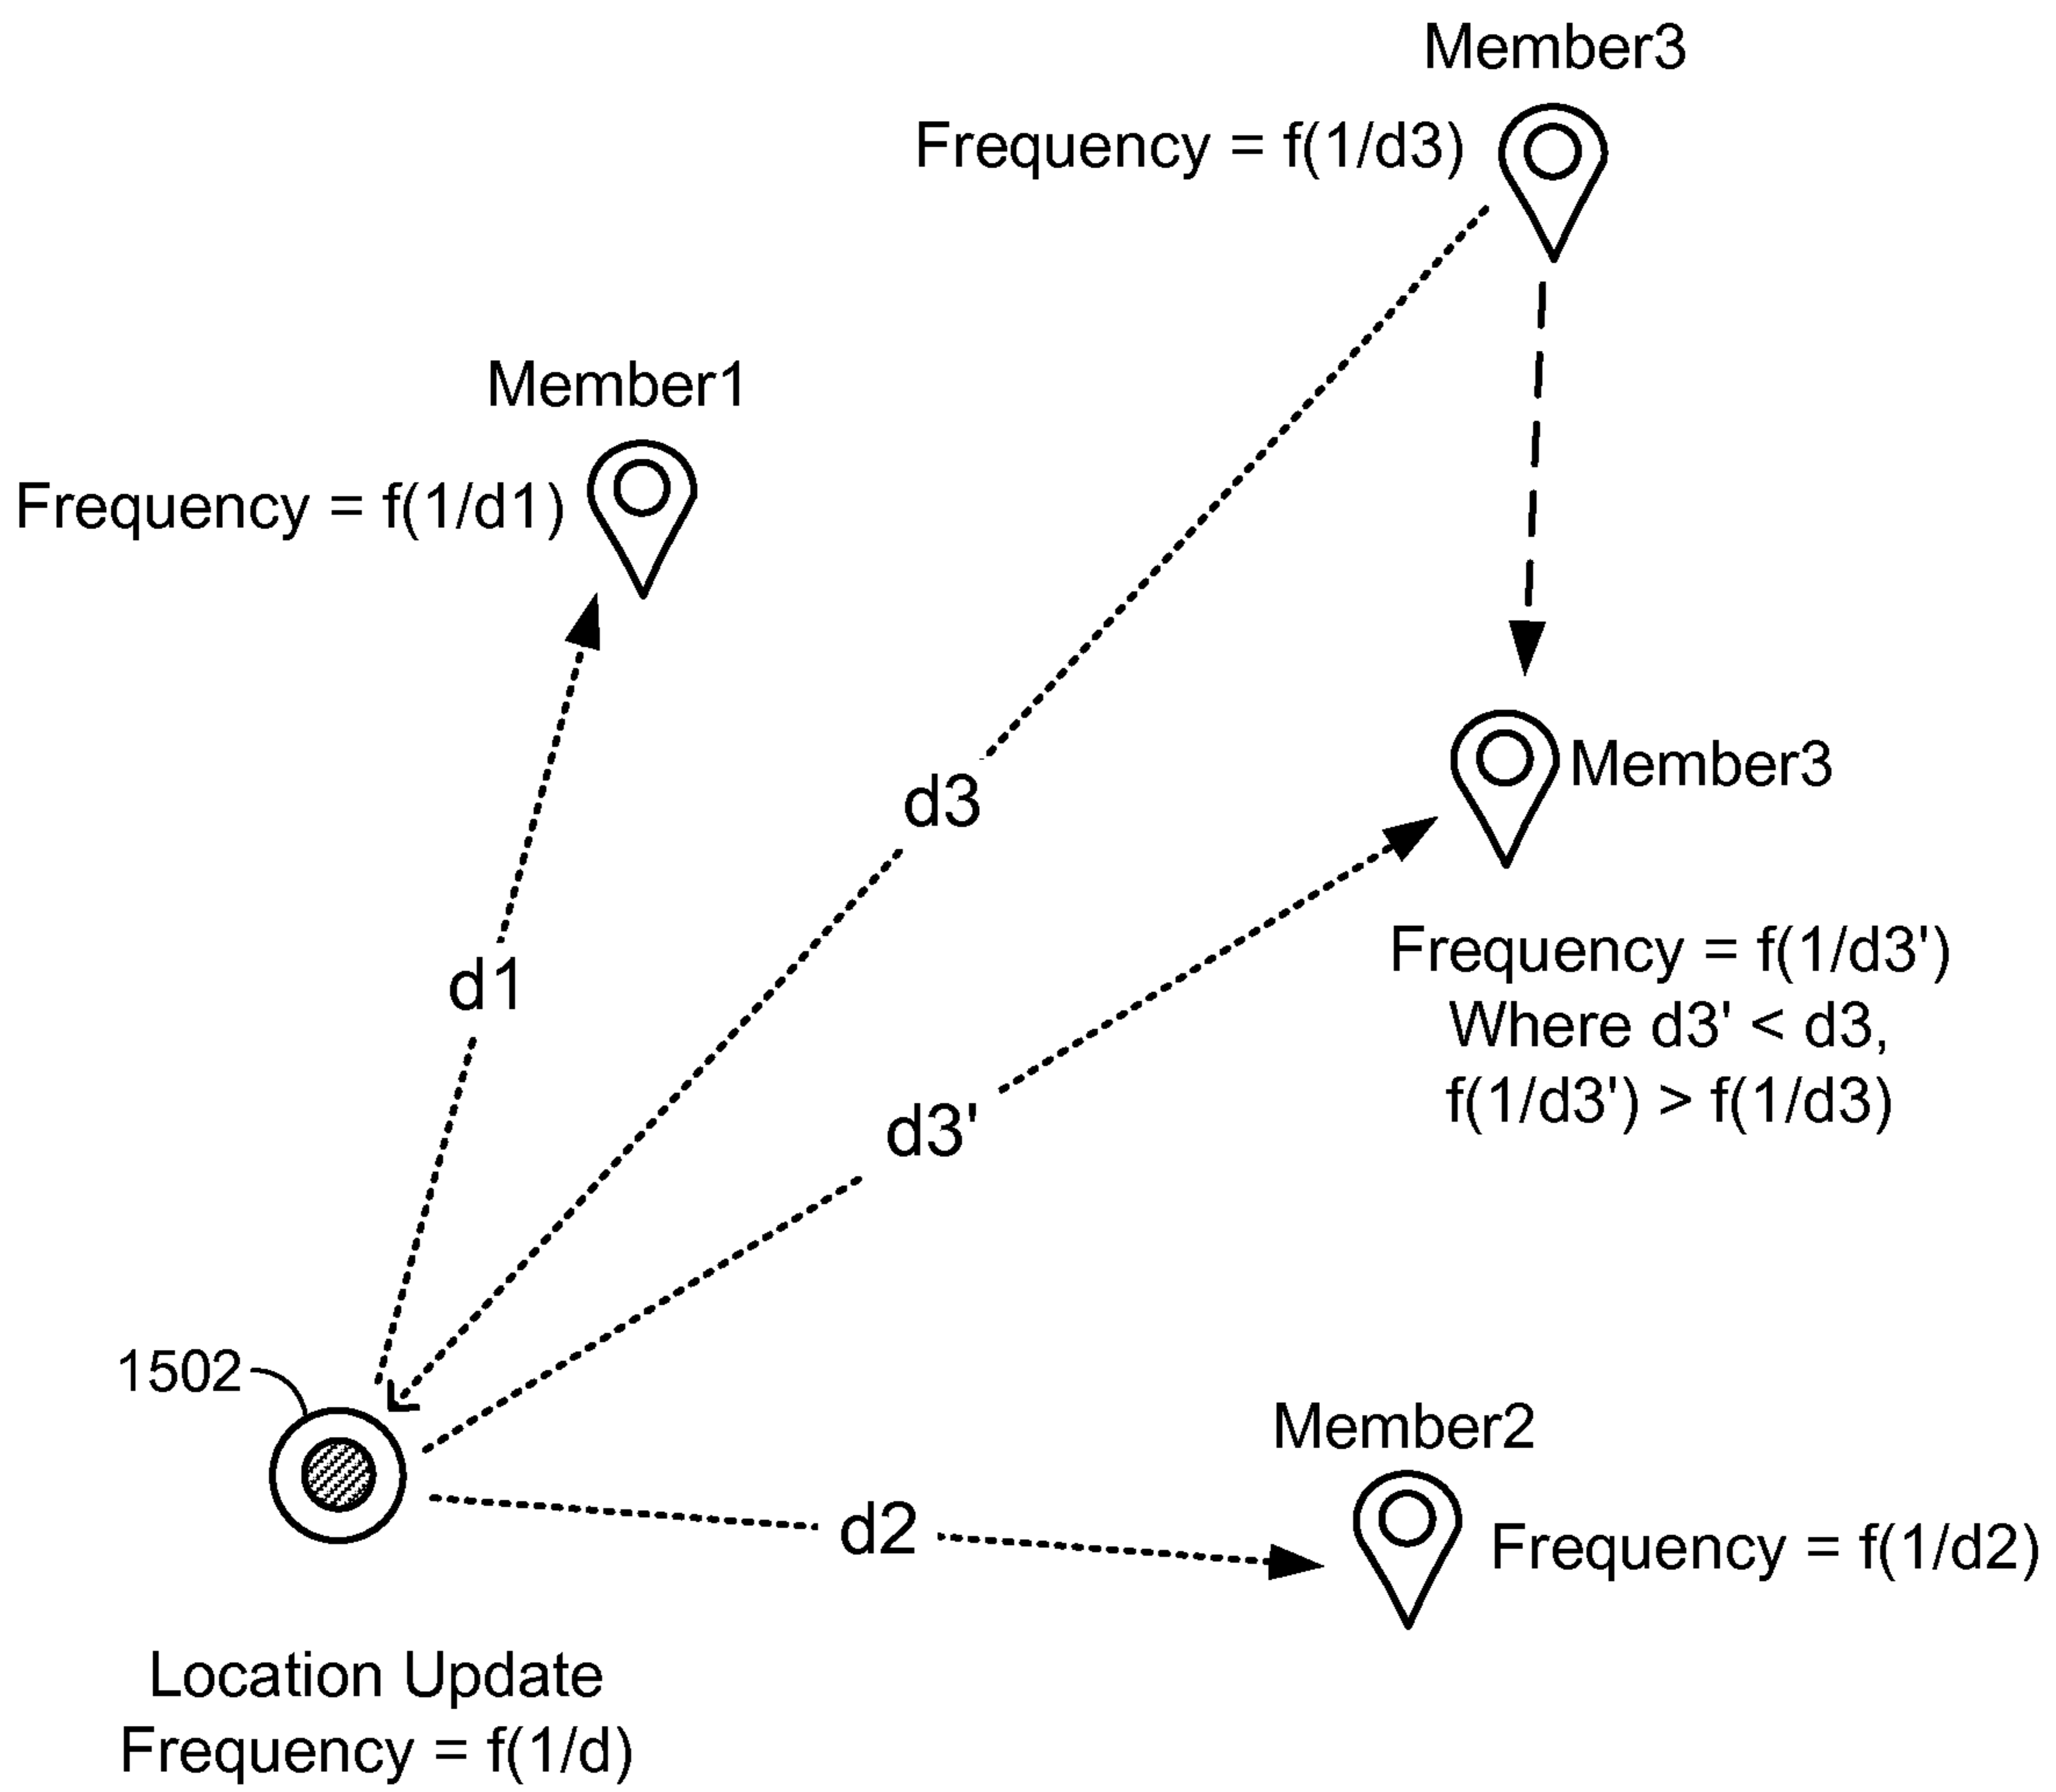 Member3
Frequency = f(1/d3)
Member1
Frequency = f(1/d1)
Member3
d3
Frequency = f(1/d3')
Where d3' < d3,
f(1/d3') > f(1/d3)
d1
d3'
1502
Member2
d2
Frequency = f(1/d2)
Location Update
Frequency = f(1/d)